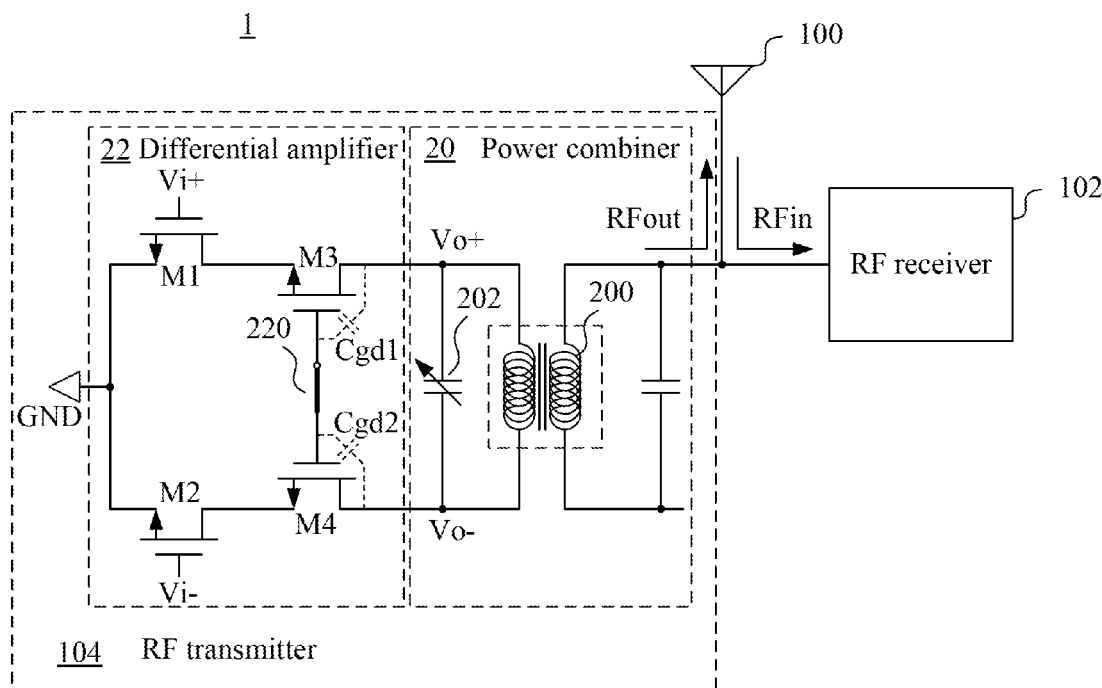 1
100
22 Differential amplifier
20 Power combiner
Vi+
102
RFout
RFin
Vo+
M1
M3
RF receiver
202
200
220
Cgd1
GND
Cgd2
M2
M4
Vo-
Vi-
104 RF transmitter